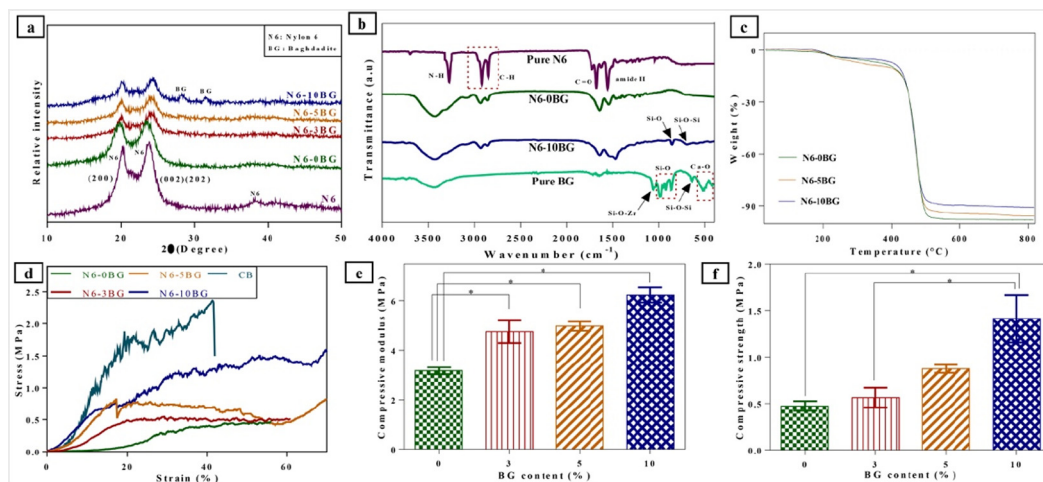 a
N6: Nylon 6
BG: Baghdadite
BG
BG
N6-10BG
N6-5BG
N6-3BG
N6-0BG
N6
N6
(200)
(002)(202)
N6
N6
Relative intensity
10 20 30 40 50
(Degree)
b
Pure N6
N-H
C-H
C=O
amide II
N6-0BG
Si-O
Si-O-Si
N6-10BG
Si-O
Ca-O
Pure BG
Si-O-Zr
Si-O-Si
Transmittance (a.u)
4000 3500 3000 2500 2000 1500 1000 500
Wavenumber (cm⁻¹)
c
0
-30
-60
-90
Weight (%)
N6-0BG
N6-5BG
N6-10BG
0 200 400 600 800
Temperature (°C)
d
N6-0BG N6-5BG CB
N6-3BG N6-10BG
2.5
2.0
1.5
1.0
0.5
0.0
Stress (MPa)
0 20 40 60
Strain (%)
e
*
*
*
6
4
2
0
Compressive modulus (MPa)
0 3 5 10
BG content (%)
f
*
*
2.0
1.5
1.0
0.5
0.0
Compressive strength (MPa)
0 3 5 10
BG content (%)